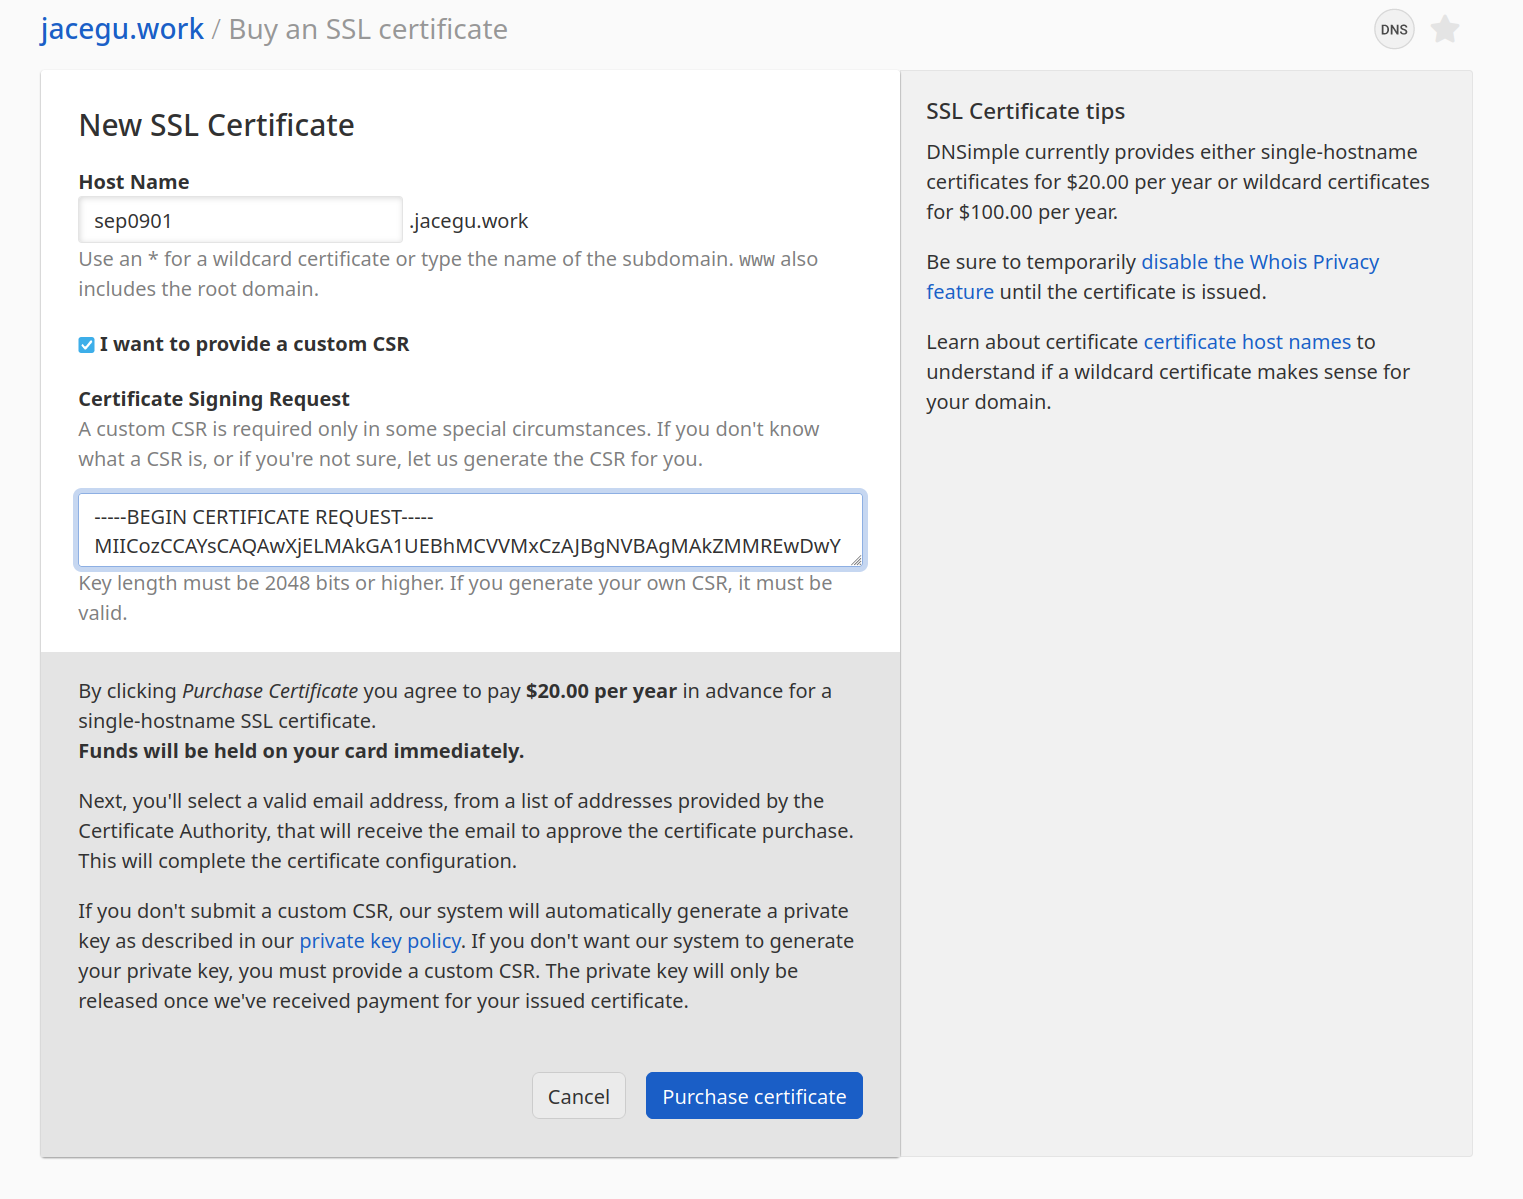 jacegu.work / Buy an SSL certificate
DNS
New SSL Certificate
Host Name
sep0901 .jacegu.work
Use an * for a wildcard certificate or type the name of the subdomain. www also
includes the root domain.
I want to provide a custom CSR
Certificate Signing Request
A custom CSR is required only in some special circumstances. If you don't know
what a CSR is, or if you're not sure, let us generate the CSR for you.
-----BEGIN CERTIFICATE REQUEST-----
MIICozCCAYsCAQAwXjELMAkGA1UEBhMCVVMxCzAJBgNVBAgMAkZMMREwDwY
Key length must be 2048 bits or higher. If you generate your own CSR, it must be
valid.
By clicking Purchase Certificate you agree to pay $20.00 per year in advance for a
single-hostname SSL certificate.
Funds will be held on your card immediately.
Next, you'll select a valid email address, from a list of addresses provided by the
Certificate Authority, that will receive the email to approve the certificate purchase.
This will complete the certificate configuration.
If you don't submit a custom CSR, our system will automatically generate a private
key as described in our private key policy. If you don't want our system to generate
your private key, you must provide a custom CSR. The private key will only be
released once we've received payment for your issued certificate.
Cancel
Purchase certificate
SSL Certificate tips
DNSimple currently provides either single-hostname
certificates for $20.00 per year or wildcard certificates
for $100.00 per year.
Be sure to temporarily disable the Whois Privacy
feature until the certificate is issued.
Learn about certificate certificate host names to
understand if a wildcard certificate makes sense for
your domain.